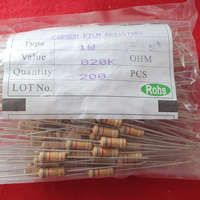 CARBON FILM RESISTORS
Type 1W
Value 820K OHM
Quantity 200 PCS
LOT No.
Rohs